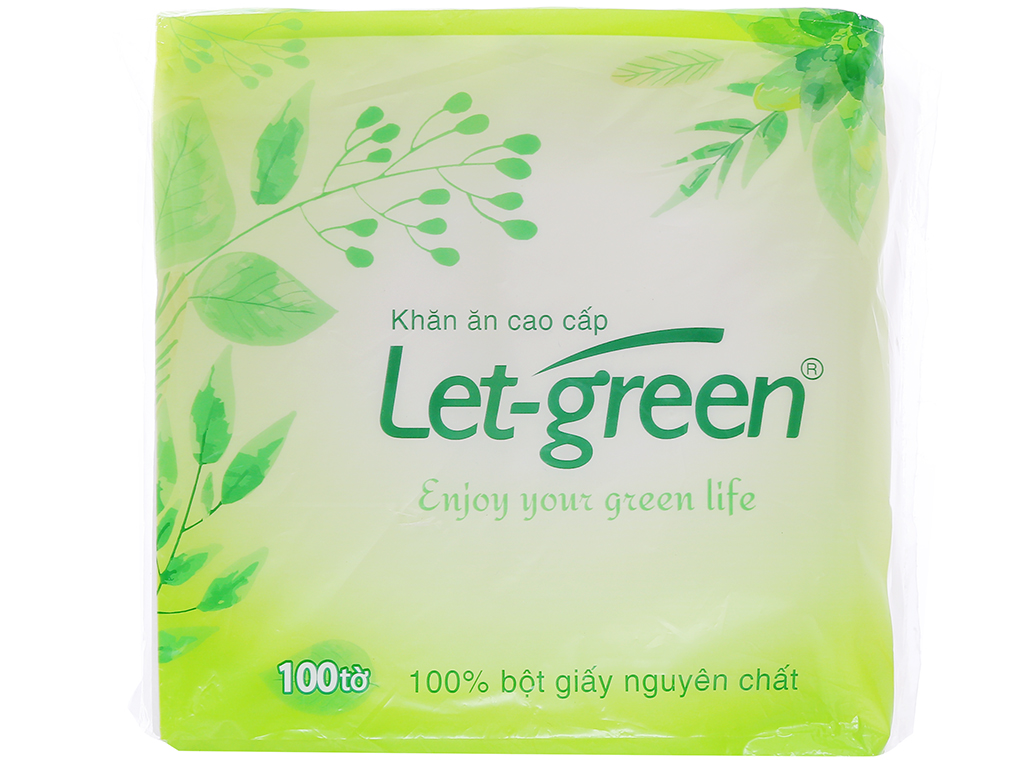 Khăn ăn cao cấp
Let-green®
Enjoy your green life
100 tờ
100% bột giấy nguyên chất